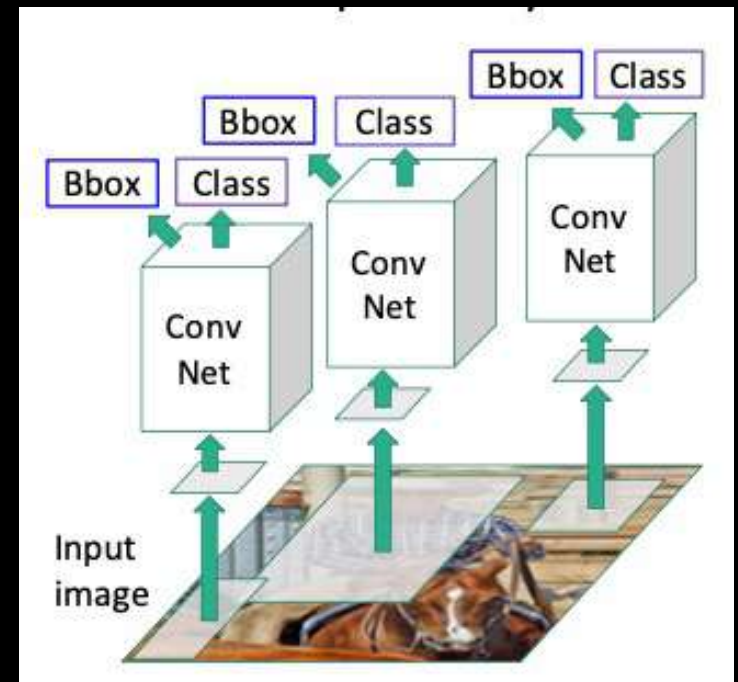 Bbox Class
Bbox Class
Bbox Class
Conv
Net
Conv
Net
Conv
Net
Input
image